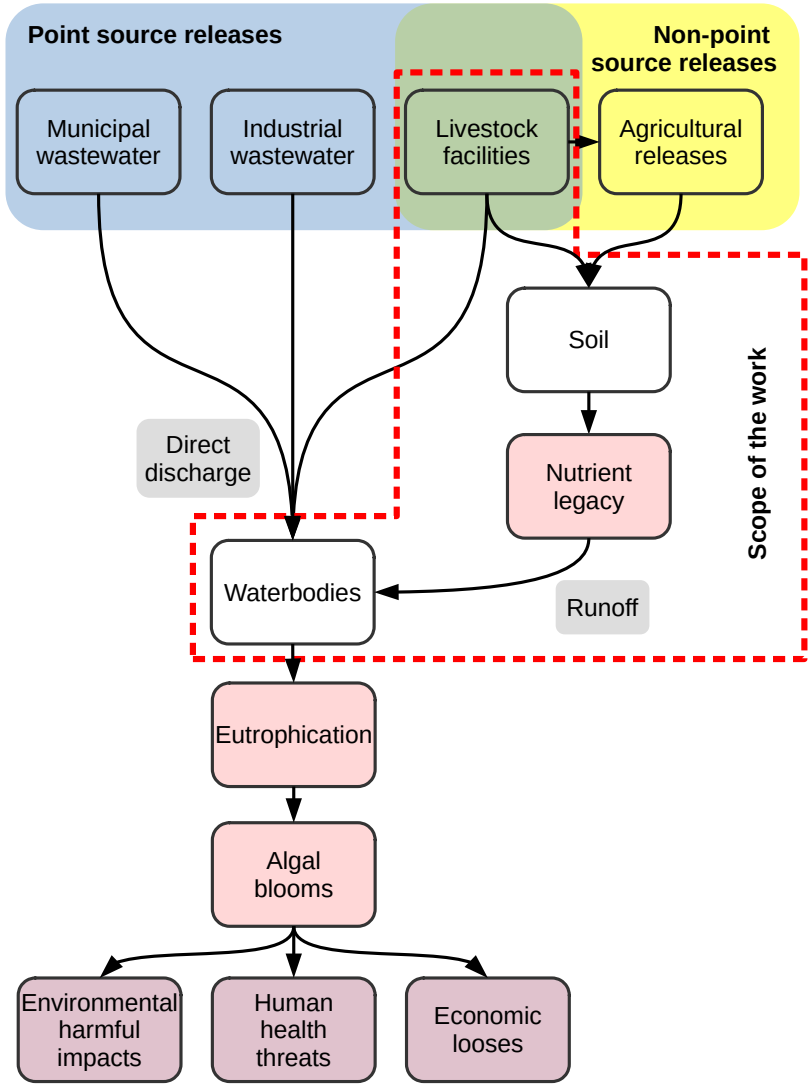 Point source releases
Non-point
source releases
Municipal
wastewater
Industrial
wastewater
Livestock
facilities
Agricultural
releases
Soil
Scope of the work
Direct
discharge
Nutrient
legacy
Waterbodies
Runoff
Eutrophication
Algal
blooms
Environmental
harmful
impacts
Human
health
threats
Economic
looses